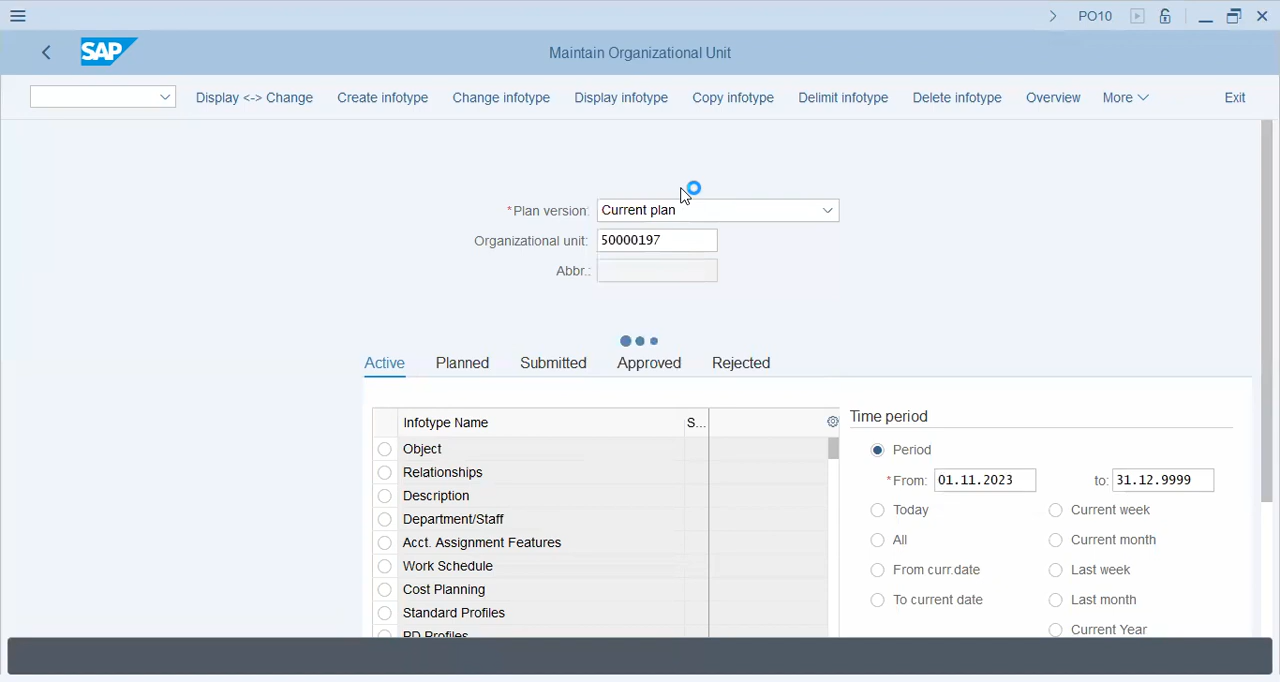 PO10
SAP Maintain Organizational Unit
Display <-> Change Create infotype Change infotype Display infotype Copy infotype Delimit infotype Delete infotype Overview More Exit
*Plan version: Current plan
Organizational unit: 50000197
Abbr.:
Active Planned Submitted Approved Rejected
Infotype Name S...
Object
Relationships
Description
Department/Staff
Acct. Assignment Features
Work Schedule
Cost Planning
Standard Profiles
PD Profiles
Time period
Period
*From: 01.11.2023 to: 31.12.9999
Today Current week
All Current month
From curr.date Last week
To current date Last month
Current Year